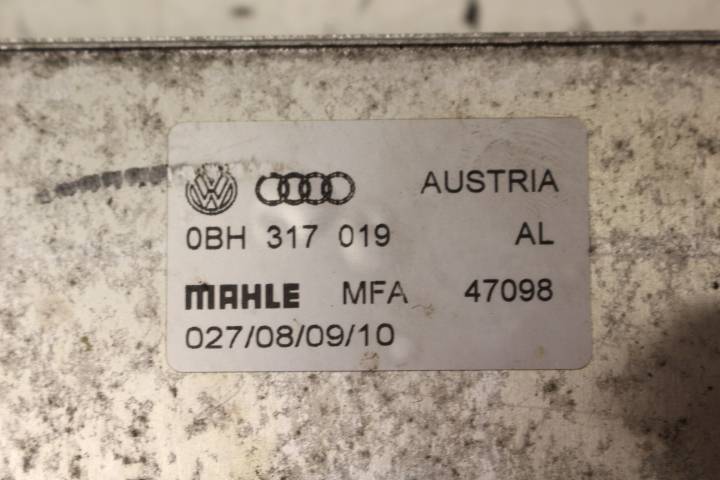 AUSTRIA
0BH 317 019 AL
MAHLE MFA 47098
027/08/09/10